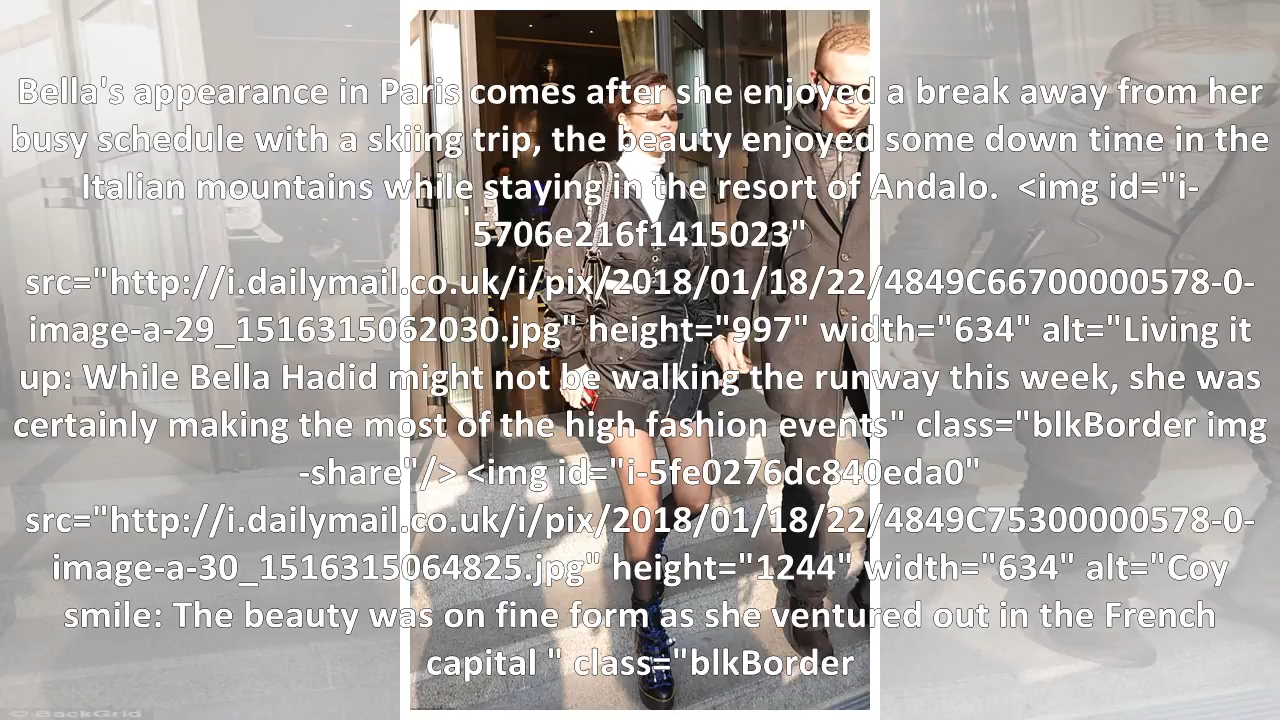 Bella's appearance in Paris comes after she enjoyed a break away from her
busy schedule with a skiing trip, the beauty enjoyed some down time in the
Italian mountains while staying in the resort of Andalo.  <img id="i-
5706e216f1415023"
src="http://i.dailymail.co.uk/i/pix/2018/01/18/22/4849C66700000578-0-
image-a-29_1516315062030.jpg" height="997" width="634" alt="Living it
up: While Bella Hadid might not be walking the runway this week, she was
certainly making the most of the high fashion events" class="blkBorder img
-share"/> <img id="i-5fe0276dc840eda0"
src="http://i.dailymail.co.uk/i/pix/2018/01/18/22/4849C75300000578-0-
image-a-30_1516315064825.jpg" height="1244" width="634" alt="Coy
smile: The beauty was on fine form as she ventured out in the French
capital " class="blkBorder
© BackGrid